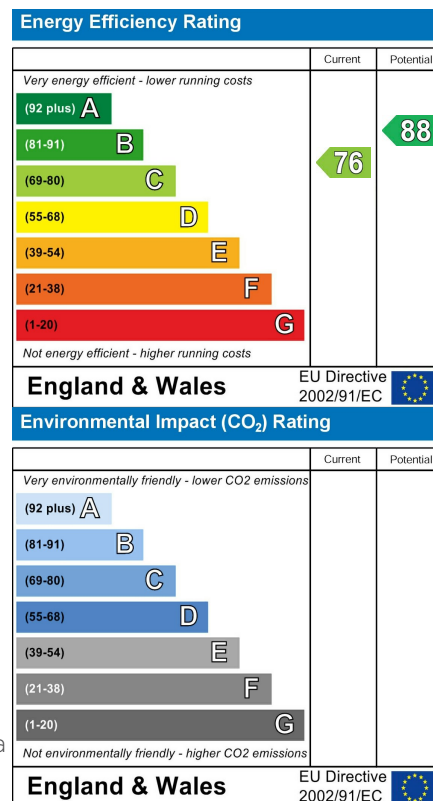 Energy Efficiency Rating
Current Potential
Very energy efficient - lower running costs
(92 plus) A
(81-91) B
(69-80) C
(55-68) D
(39-54) E
(21-38) F
(1-20) G
76
88
Not energy efficient - higher running costs
England & Wales
EU Directive
2002/91/EC
Environmental Impact (CO₂) Rating
Current Potential
Very environmentally friendly - lower CO2 emissions
(92 plus) A
(81-91) B
(69-80) C
(55-68) D
(39-54) E
(21-38) F
(1-20) G
a
Not environmentally friendly - higher CO2 emissions
England & Wales
EU Directive
2002/91/EC